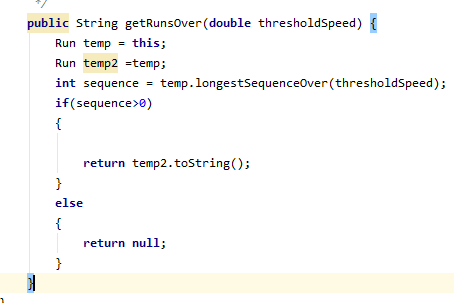 */
public String getRunsOver(double thresholdSpeed) {
Run temp = this;
Run temp2 =temp;
int sequence = temp.longestSequenceOver(thresholdSpeed);
if(sequence>0)
{
return temp2.toString();
}
else
{
return null;
}
}
}